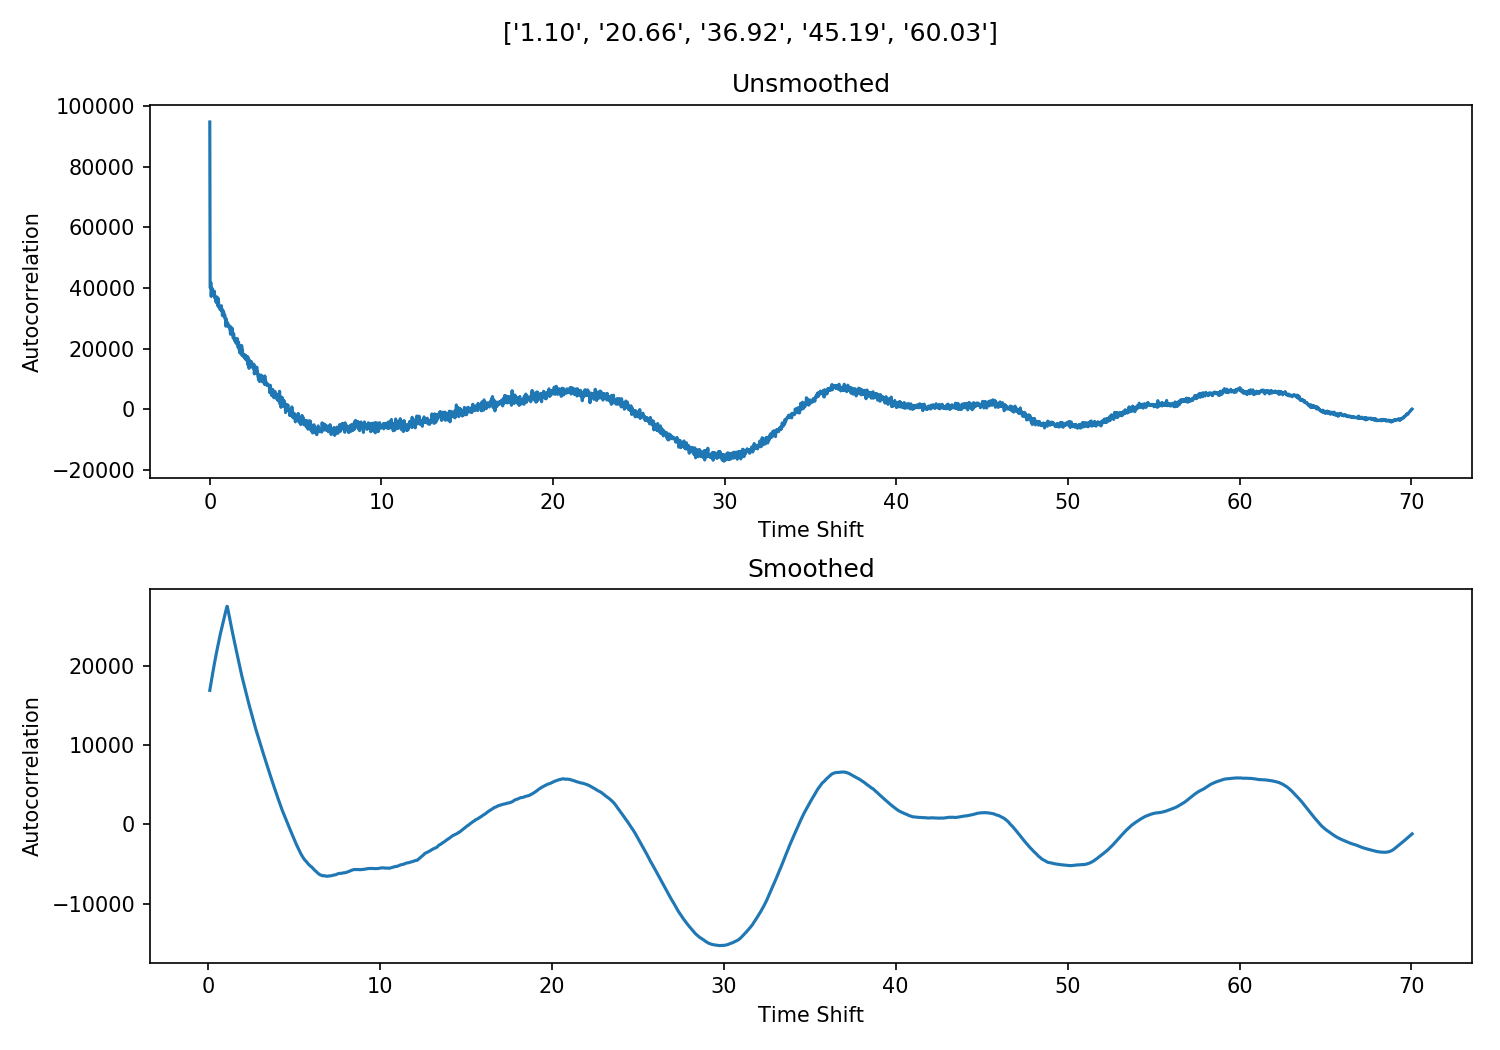 ['1.10', '20.66', '36.92', '45.19', '60.03']
Unsmoothed
Autocorrelation
100000
80000
60000
40000
20000
0
−20000
0 10 20 30 40 50 60 70
Time Shift
Smoothed
Autocorrelation
20000
10000
0
−10000
0 10 20 30 40 50 60 70
Time Shift